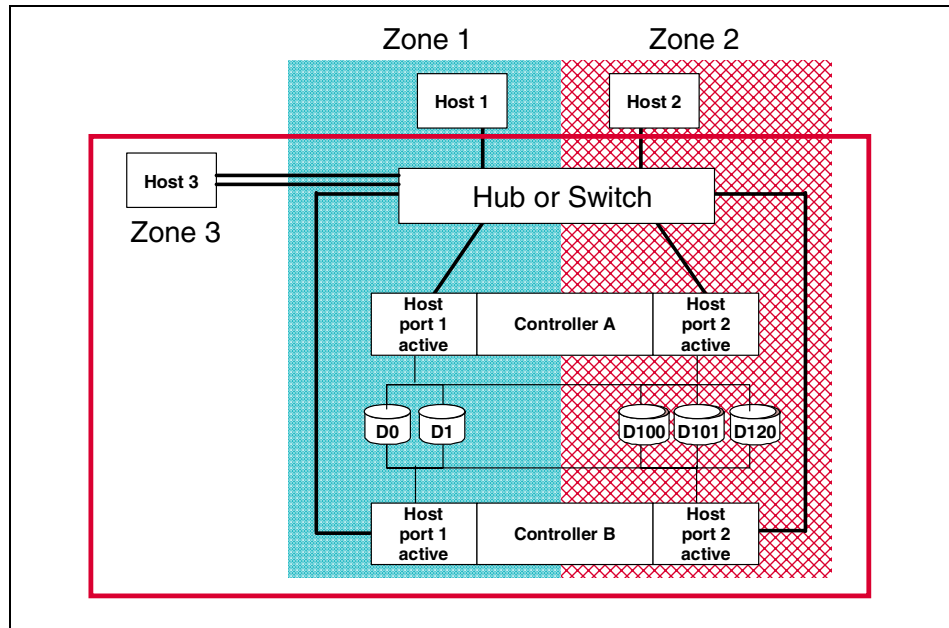 Zone 1
Zone 2
Host 1
Host 2
Host 3
Hub or Switch
Zone 3
Host
port 1
active
Controller A
Host
port 2
active
D0
D1
D100
D101
D120
Host
port 1
active
Controller B
Host
port 2
active